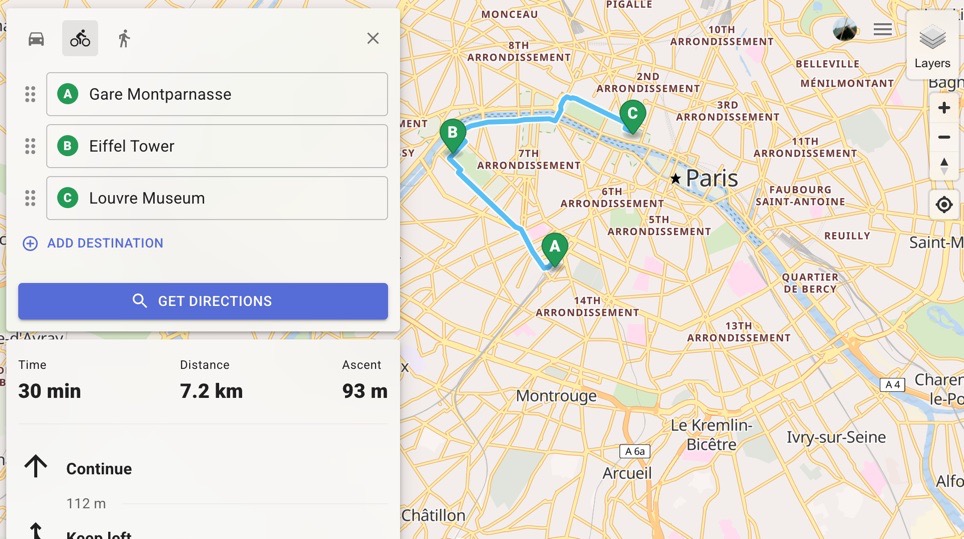 A Gare Montparnasse
B Eiffel Tower
C Louvre Museum
ADD DESTINATION
GET DIRECTIONS
Time Distance Ascent
30 min 7.2 km 93 m
Continue
112 m
Keep left
e-d'Avray
MONCEAU
PIGALLE
8TH
ARRONDISSEMENT
10TH
ARRONDISSEMENT
Layers
BELLEVILLE
MÉNILMONTANT
Bagn
2ND
ARRONDISSEMENT
3RD
ARRONDISSEMENT
C
B
MENT
SY
7TH
ARRONDISSEMENT
11TH
ARRONDISSEMENT
Paris
6TH
ARRONDISSEMENT
FAUBOURG
SAINT-ANTOINE
5TH
ARRONDISSEMENT
REUILLY
Saint-M
A
QUARTIER
DE BERCY
14TH
ARRONDISSEMENT
13TH
ARRONDISSEMENT
x
A 4
Charen
le-Po
Montrouge
Le Kremlin-
Bicêtre
Ivry-sur-Seine
A 6a
Arcueil
Alfo
Châtillon